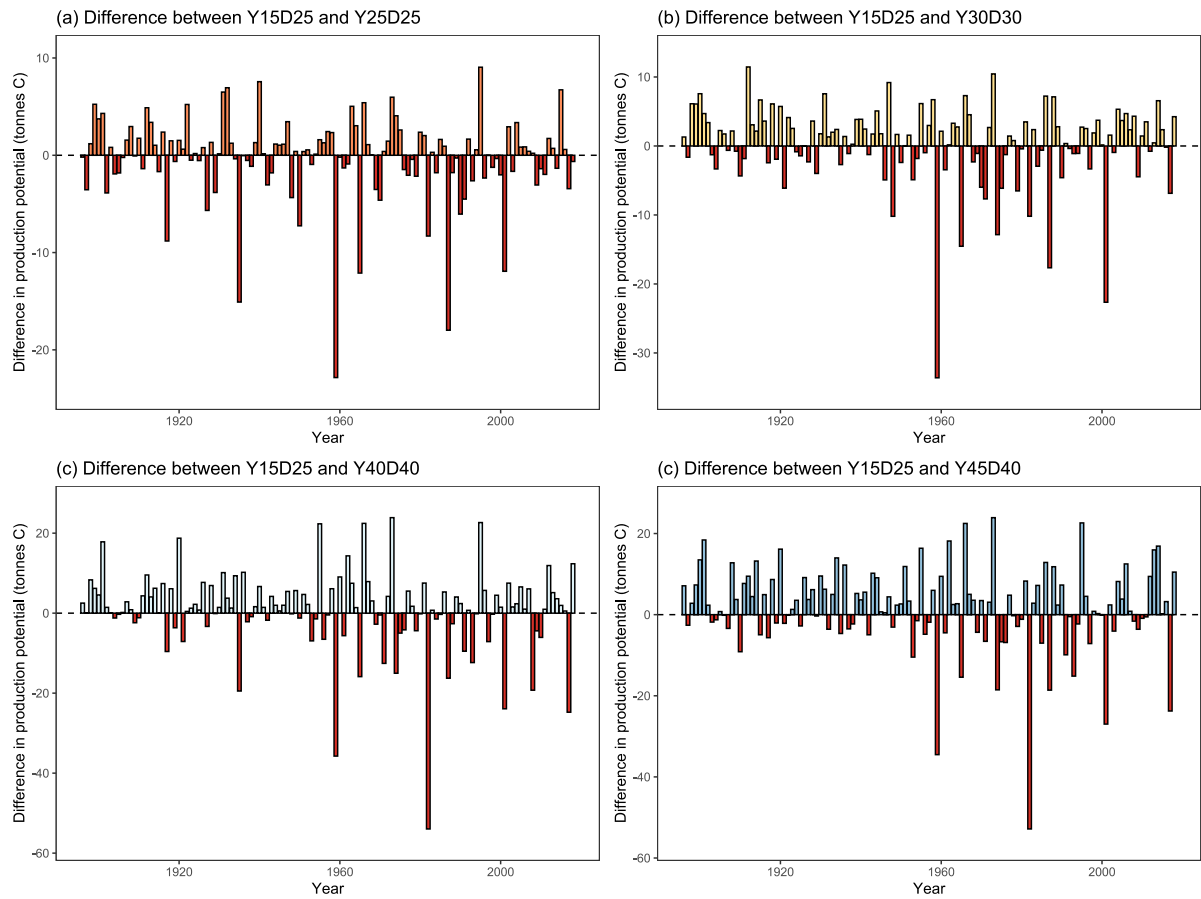 (a) Difference between Y15D25 and Y25D25
Difference in production potential (tonnes C)
10
0
-10
-20
1920
1960
2000
Year
(b) Difference between Y15D25 and Y30D30
Difference in production potential (tonnes C)
10
0
-10
-20
-30
1920
1960
2000
Year
(c) Difference between Y15D25 and Y40D40
Difference in production potential (tonnes C)
20
0
-20
-40
-60
1920
1960
2000
Year
(c) Difference between Y15D25 and Y45D40
Difference in production potential (tonnes C)
20
0
-20
-40
-60
1920
1960
2000
Year